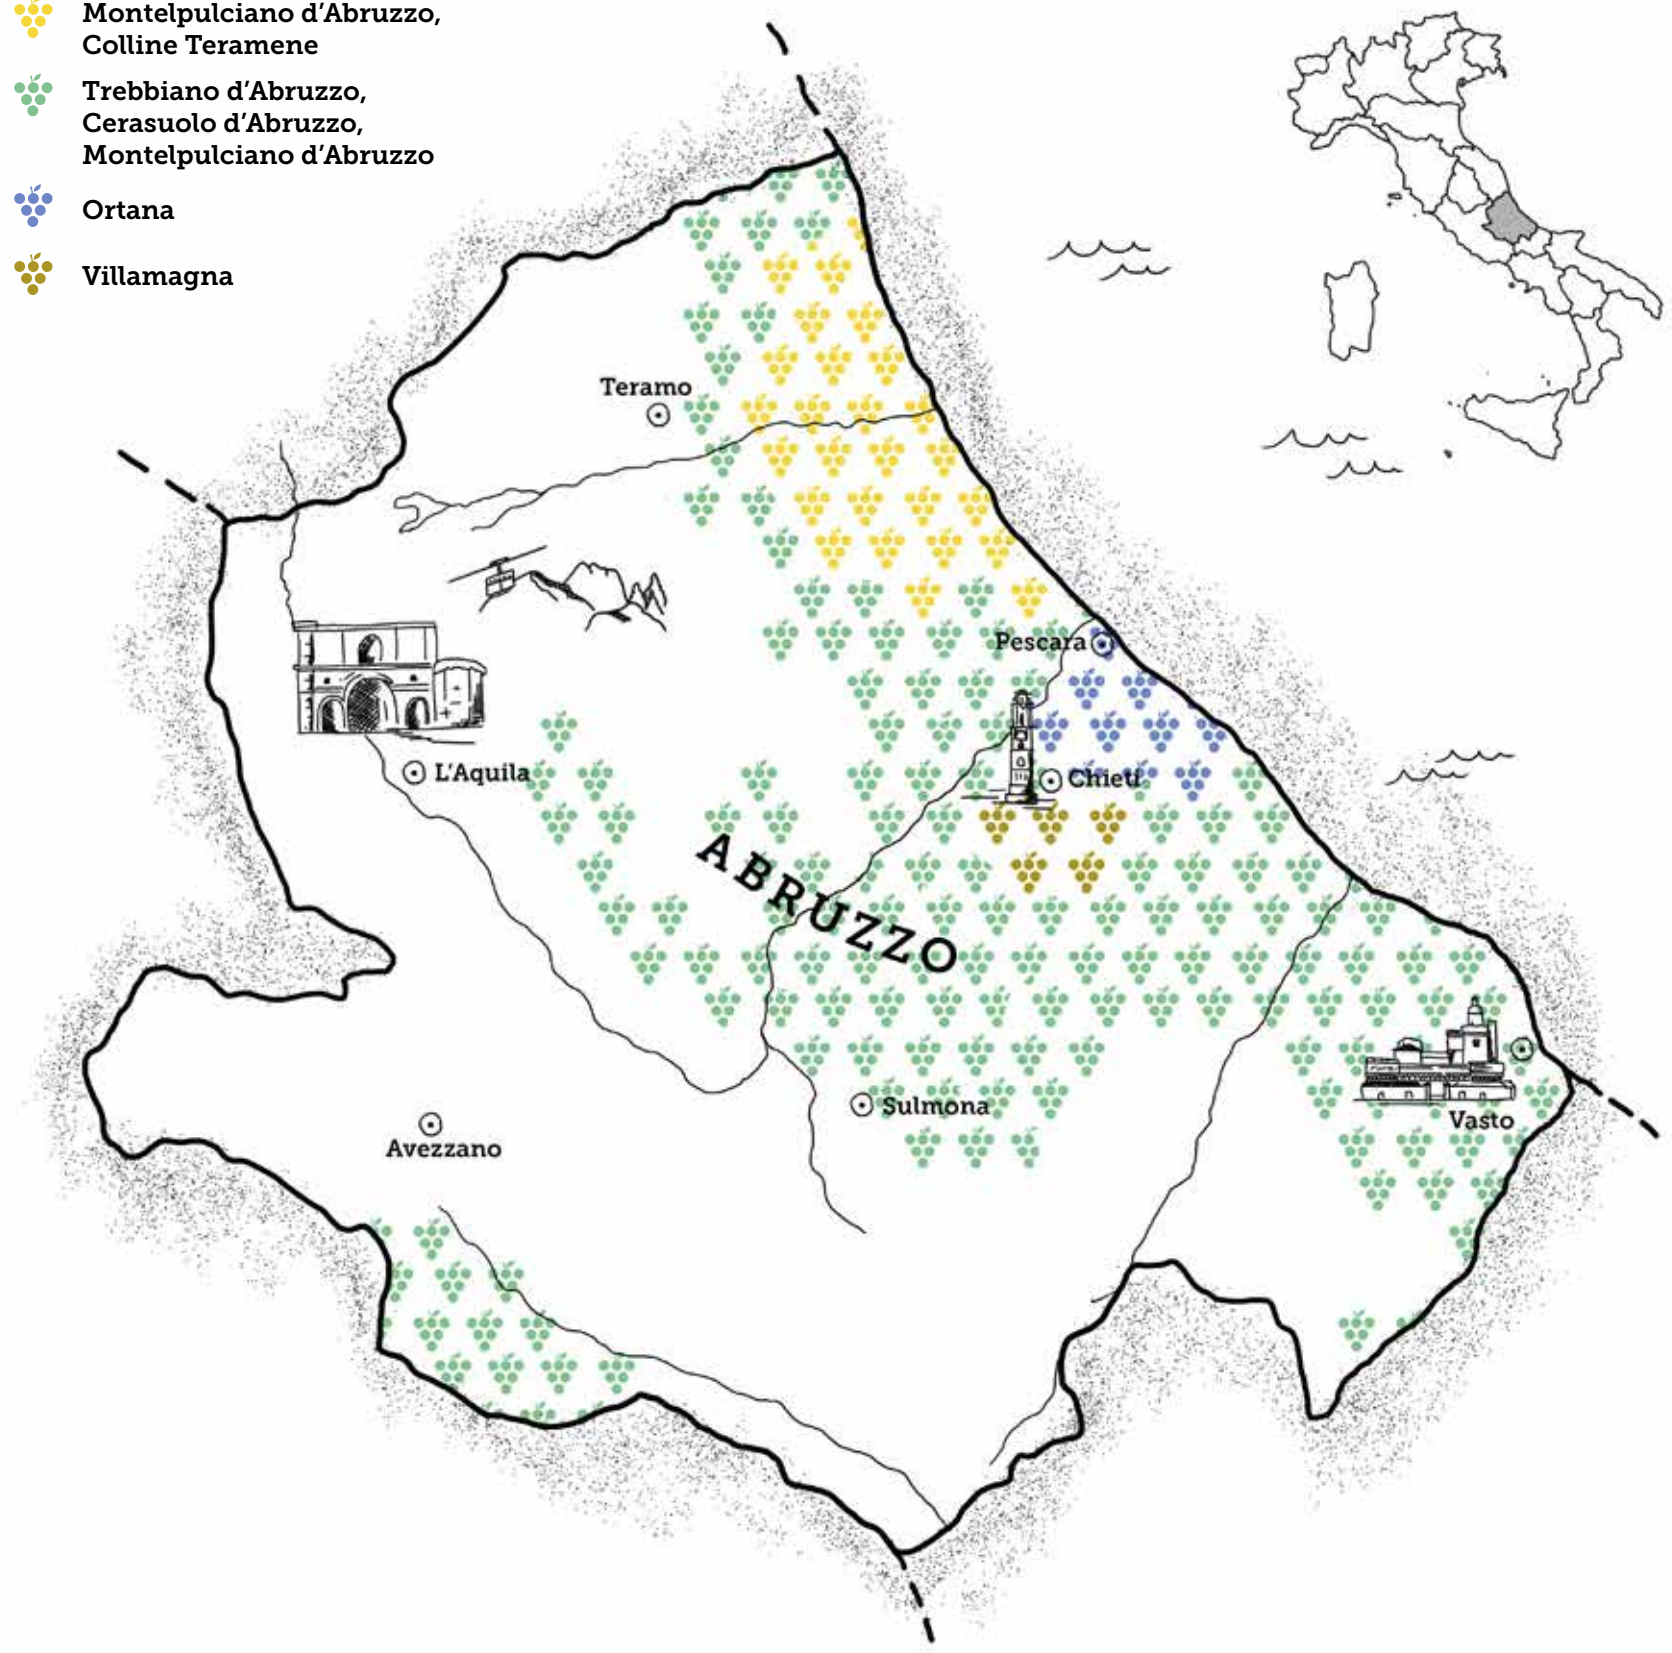 Montelpulciano d'Abruzzo,
Colline Teramene
Trebbiano d'Abruzzo,
Cerasuolo d'Abruzzo,
Montelpulciano d'Abruzzo
Ortana
Villamagna
Teramo
Pescara
L'Aquila
Chieti
ABRUZZO
Sulmona
Vasto
Avezzano